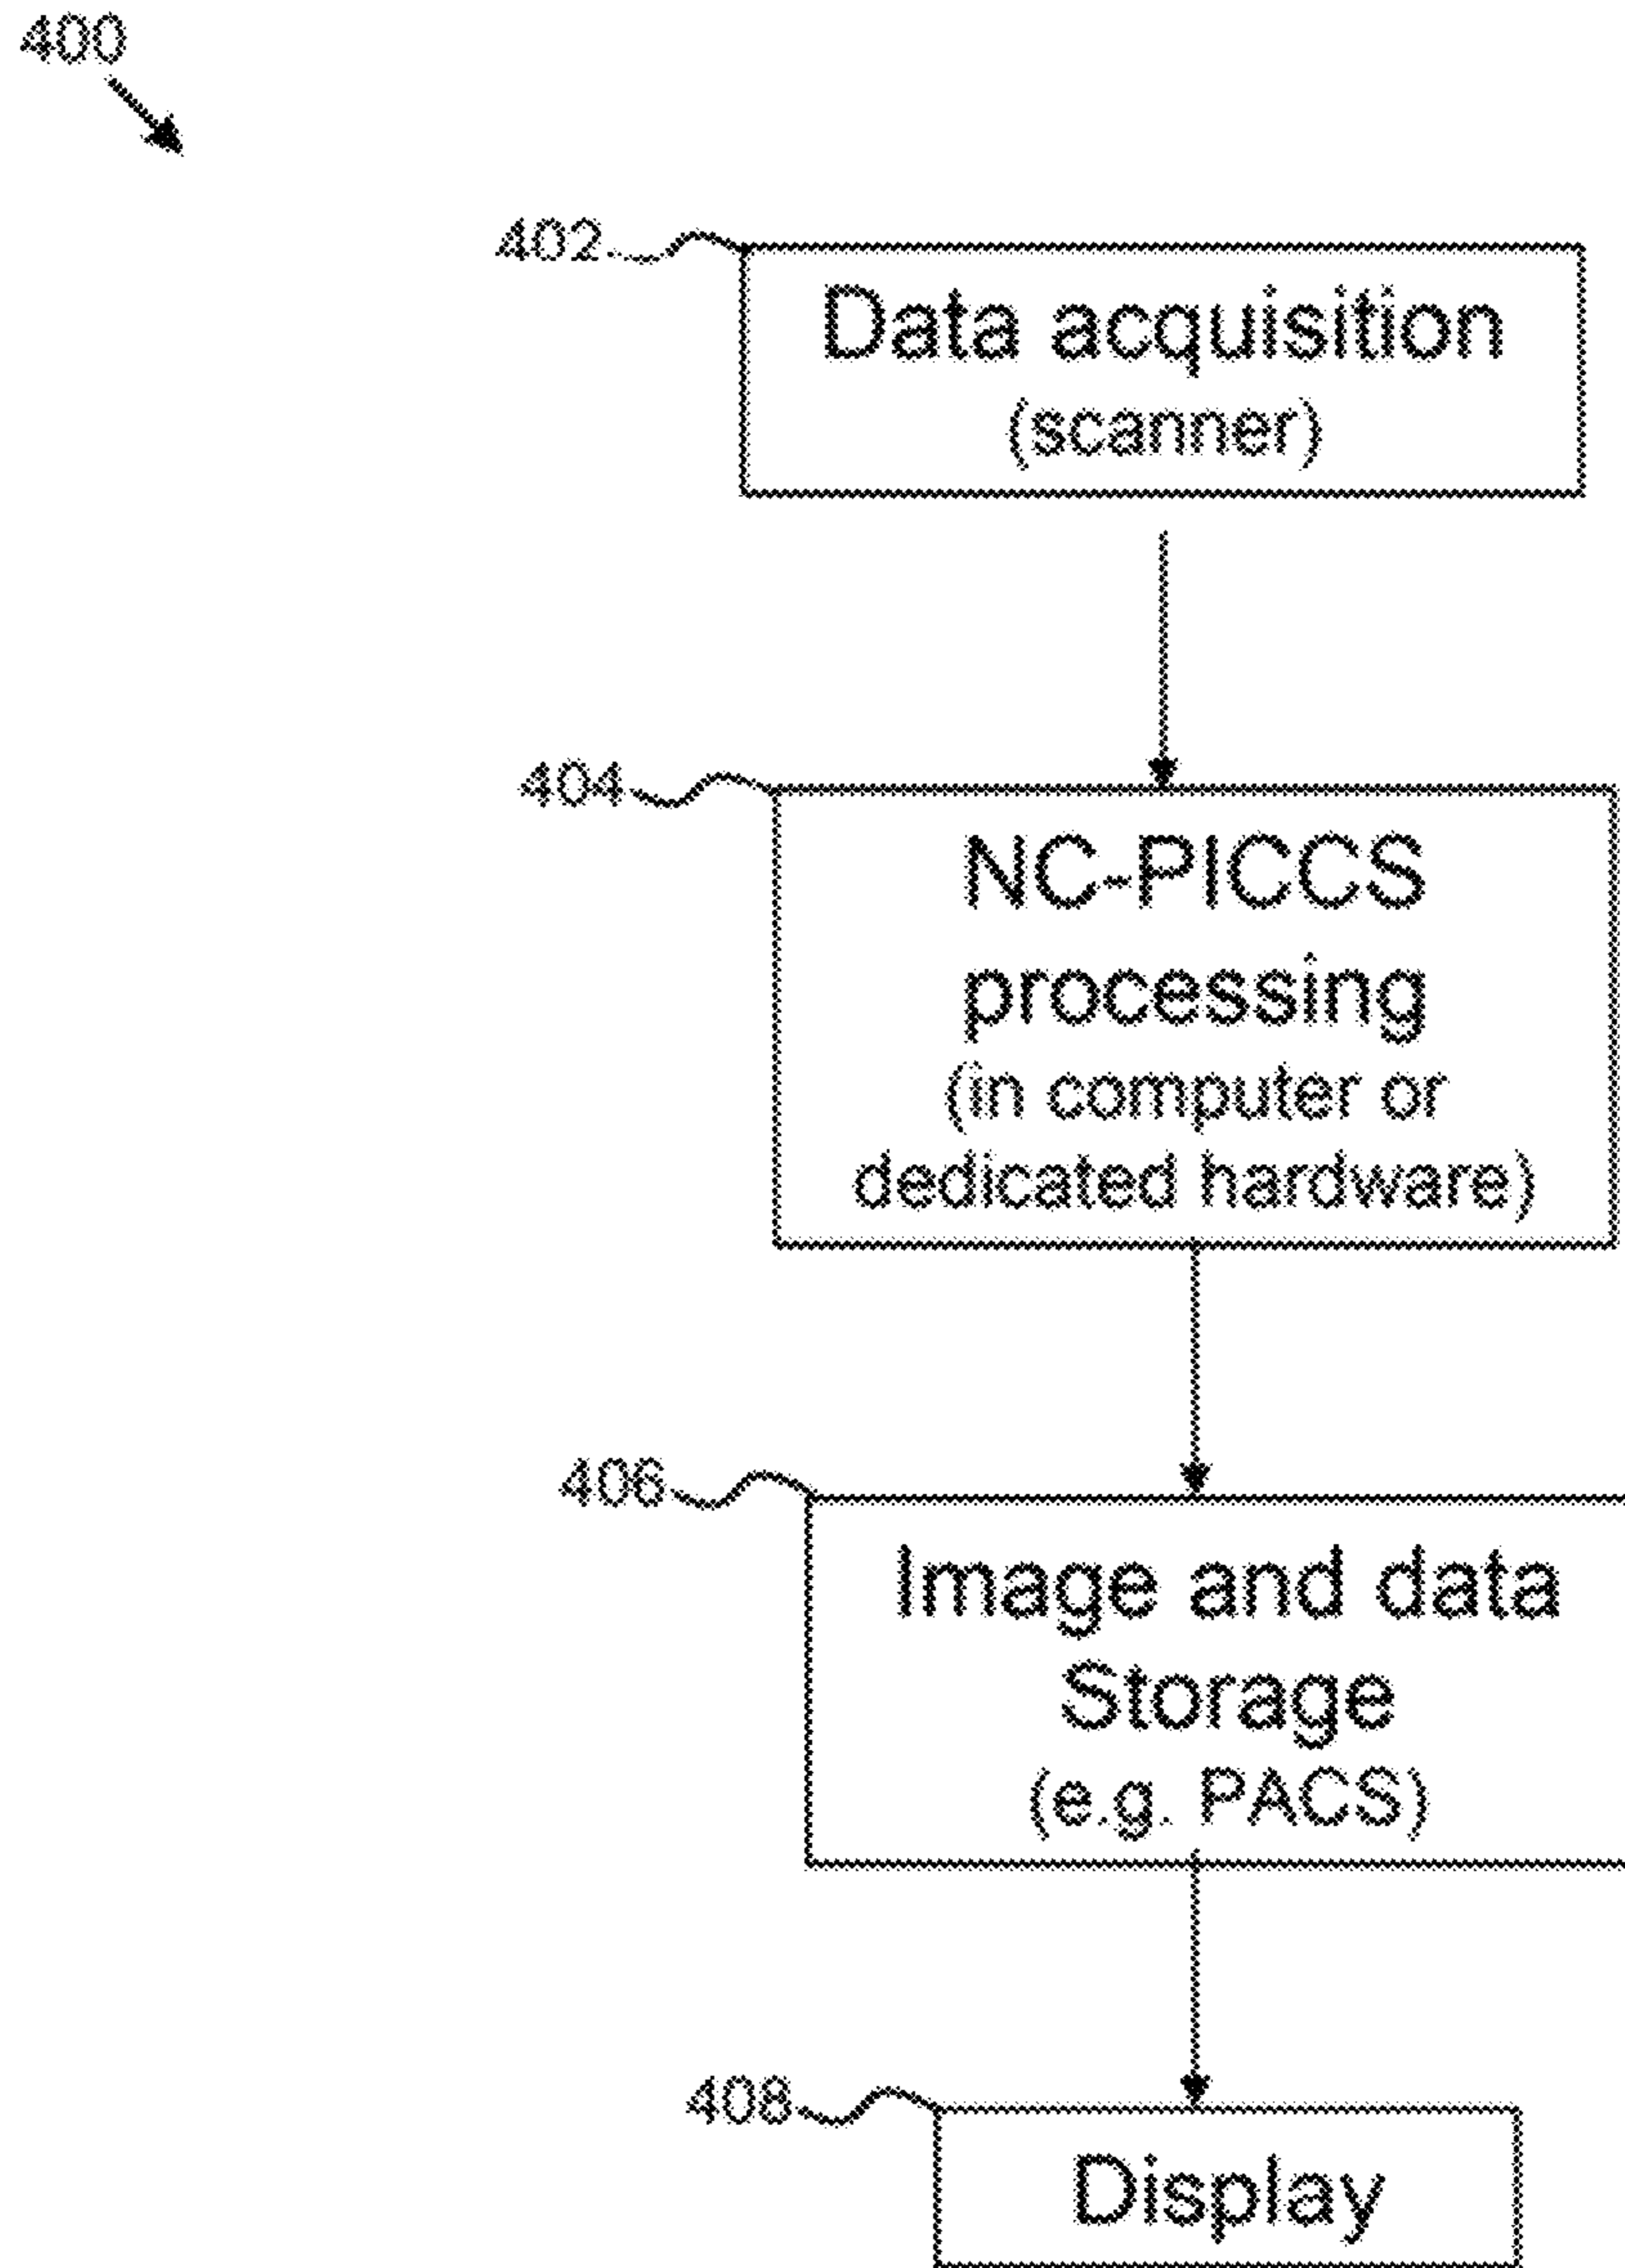 400
402
Data acquisition
(scanner)
404
NC-PICCS
processing
(in computer or
dedicated hardware)
406
Image and data
Storage
(e.g. PACS)
408
Display